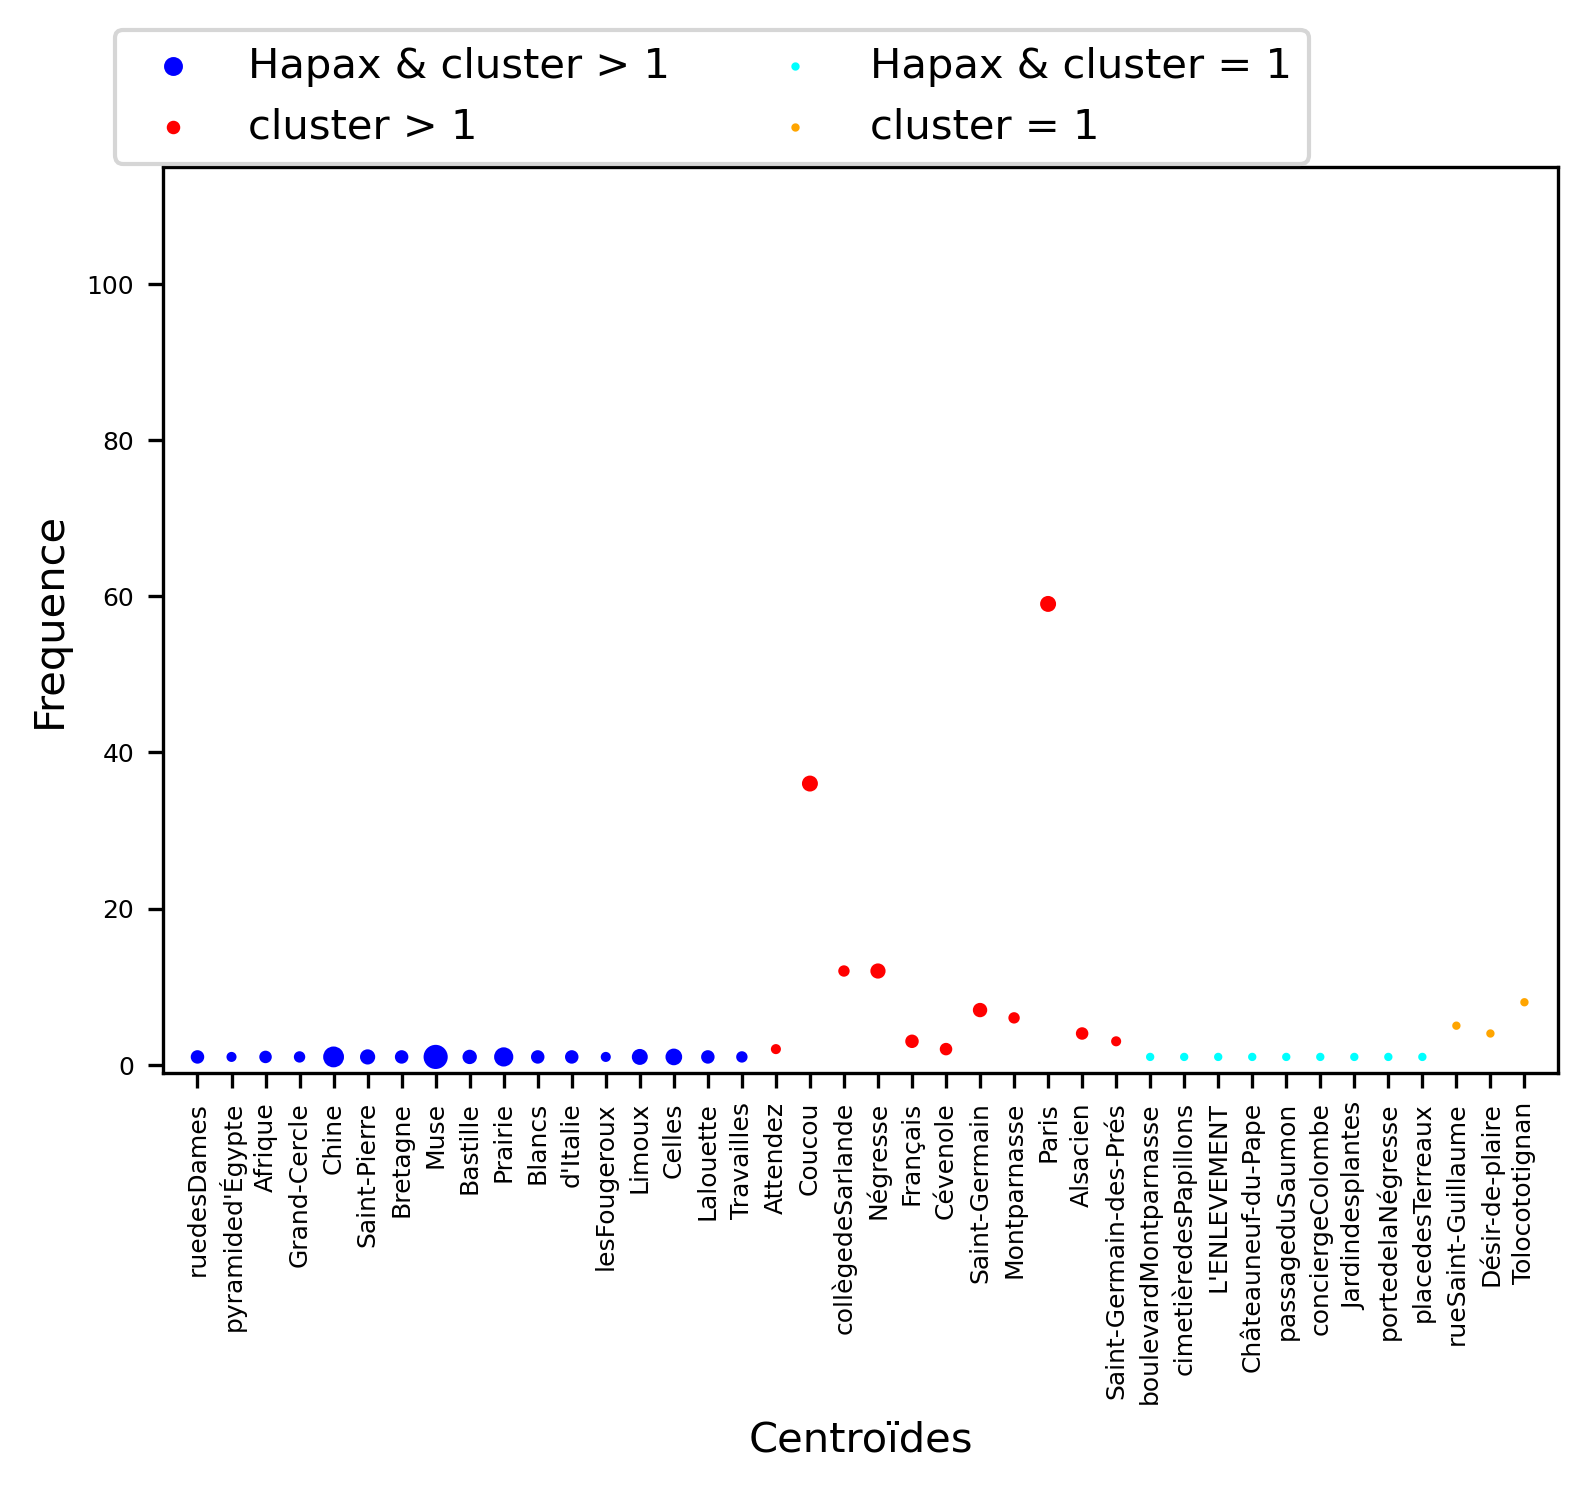 Hapax & cluster > 1
cluster > 1
Hapax & cluster = 1
cluster = 1
Frequence
100
80
60
40
20
0
ruedesDames
pyramided'Égypte
Afrique
Grand-Cercle
Chine
Saint-Pierre
Bretagne
Muse
Bastille
Prairie
Blancs
d'Italie
lesFougeroux
Limoux
Celles
Lalouette
Travailles
Attendez
Coucou
collègedeSarlande
Négresse
Français
Cévenole
Saint-Germain
Montparnasse
Paris
Alsacien
Saint-Germain-des-Prés
boulevardMontparnasse
cimetièredesPapillons
L'ENLEVEMENT
Châteauneuf-du-Pape
passageduSaumon
conciergeColombe
Jardindesplantes
portedelaNégresse
placedesTerreaux
rueSaint-Guillaume
Désir-de-plaire
Tolocototignan
Centroïdes